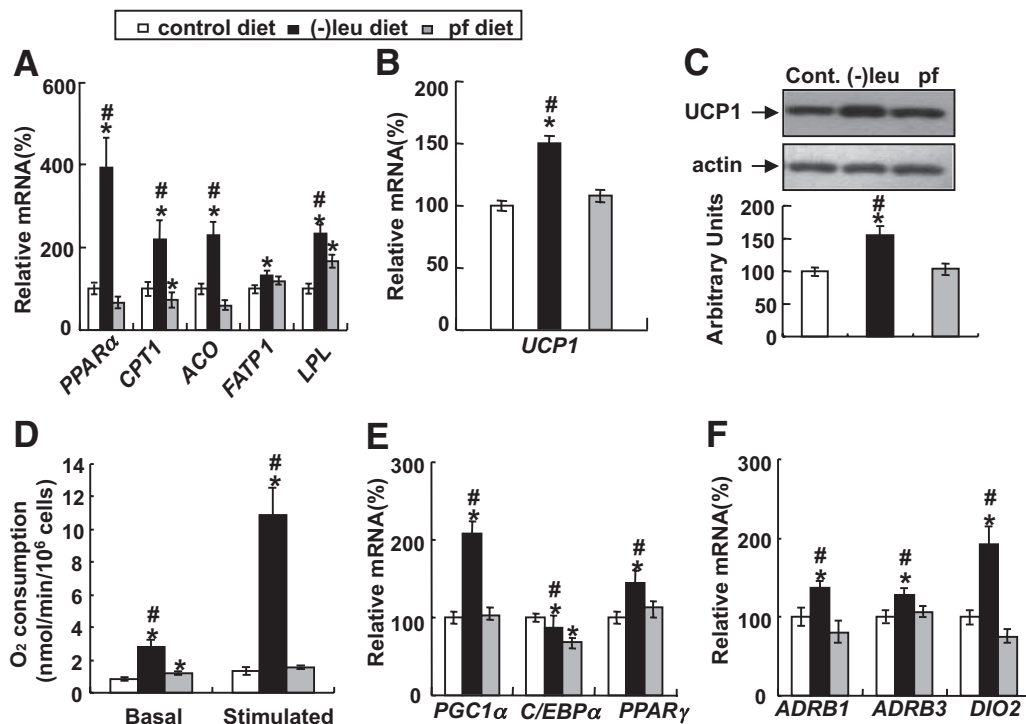 control diet (-)leu diet pf diet
A
Relative mRNA(%)
600
400
200
0
# * # * * # * * # * *
PPARα CPT1 ACO FATP1 LPL
B
Relative mRNA(%)
200
150
100
50
0
# *
UCP1
C
Cont. (-)leu pf
UCP1
actin
Arbitrary Units
200
150
100
50
0
# *
D
O₂ consumption
(nmol/min/10⁶ cells)
14
12
10
8
6
4
2
0
# * * # *
Basal Stimulated
E
Relative mRNA(%)
300
200
100
0
# * # * * # *
PGC1α C/EBPα PPARγ
F
Relative mRNA(%)
300
200
100
0
# * # * # *
ADRB1 ADRB3 DIO2